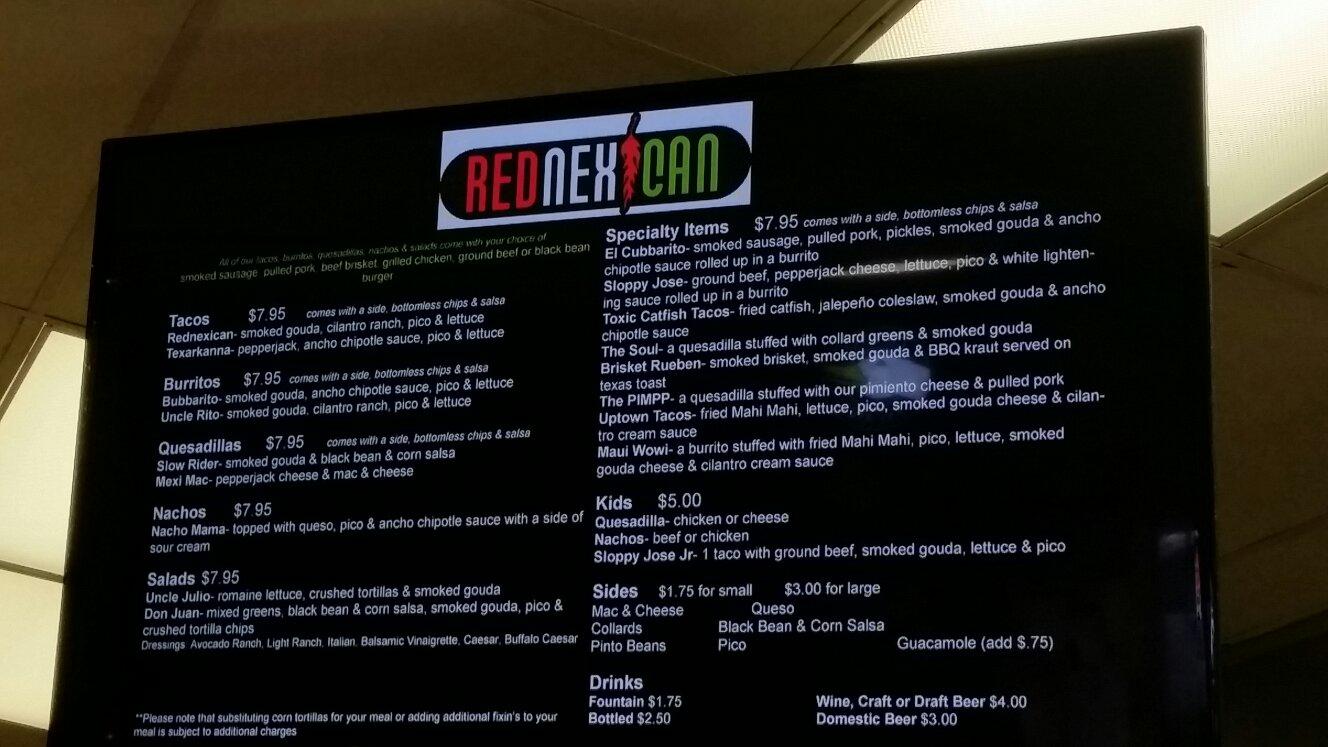 REDNEXICAN
All of our tacos, burritos, quesadillas, nachos & salads come with your choice of
smoked sausage, pulled pork, beef brisket, grilled chicken, ground beef or black bean
burger
Tacos $7.95 comes with a side, bottomless chips & salsa
Rednexican- smoked gouda, cilantro ranch, pico & lettuce
Texarkanna- pepperjack, ancho chipotle sauce, pico & lettuce
Burritos $7.95 comes with a side, bottomless chips & salsa
Bubbarito- smoked gouda, ancho chipotle sauce, pico & lettuce
Uncle Rito- smoked gouda. cilantro ranch, pico & lettuce
Quesadillas $7.95 comes with a side, bottomless chips & salsa
Slow Rider- smoked gouda & black bean & corn salsa
Mexi Mac- pepperjack cheese & mac & cheese
Nachos $7.95
Nacho Mama- topped with queso, pico & ancho chipotle sauce with a side of
sour cream
Salads $7.95
Uncle Julio- romaine lettuce, crushed tortillas & smoked gouda
Don Juan- mixed greens, black bean & corn salsa, smoked gouda, pico &
crushed tortilla chips
Dressings Avocado Ranch, Light Ranch, Italian, Balsamic Vinaigrette, Caesar, Buffalo Caesar
**Please note that substituting corn tortillas for your meal or adding additional fixin's to your
meal is subject to additional charges
Specialty Items $7.95 comes with a side, bottomless chips & salsa
El Cubbarito- smoked sausage, pulled pork, pickles, smoked gouda & ancho
chipotle sauce rolled up in a burrito
Sloppy Jose- ground beef, pepperjack cheese, lettuce, pico & white lighten-
ing sauce rolled up in a burrito
Toxic Catfish Tacos- fried catfish, jalepeño coleslaw, smoked gouda & ancho
chipotle sauce
The Soul- a quesadilla stuffed with collard greens & smoked gouda
Brisket Rueben- smoked brisket, smoked gouda & BBQ kraut served on
texas toast
The PIMPP- a quesadilla stuffed with our pimiento cheese & pulled pork
Uptown Tacos- fried Mahi Mahi, lettuce, pico, smoked gouda cheese & cilan-
tro cream sauce
Maui Wowi- a burrito stuffed with fried Mahi Mahi, pico, lettuce, smoked
gouda cheese & cilantro cream sauce
Kids $5.00
Quesadilla- chicken or cheese
Nachos- beef or chicken
Sloppy Jose Jr- 1 taco with ground beef, smoked gouda, lettuce & pico
Sides $1.75 for small $3.00 for large
Mac & Cheese Queso
Collards Black Bean & Corn Salsa
Pinto Beans Pico Guacamole (add $.75)
Drinks
Fountain $1.75 Wine, Craft or Draft Beer $4.00
Bottled $2.50 Domestic Beer $3.00